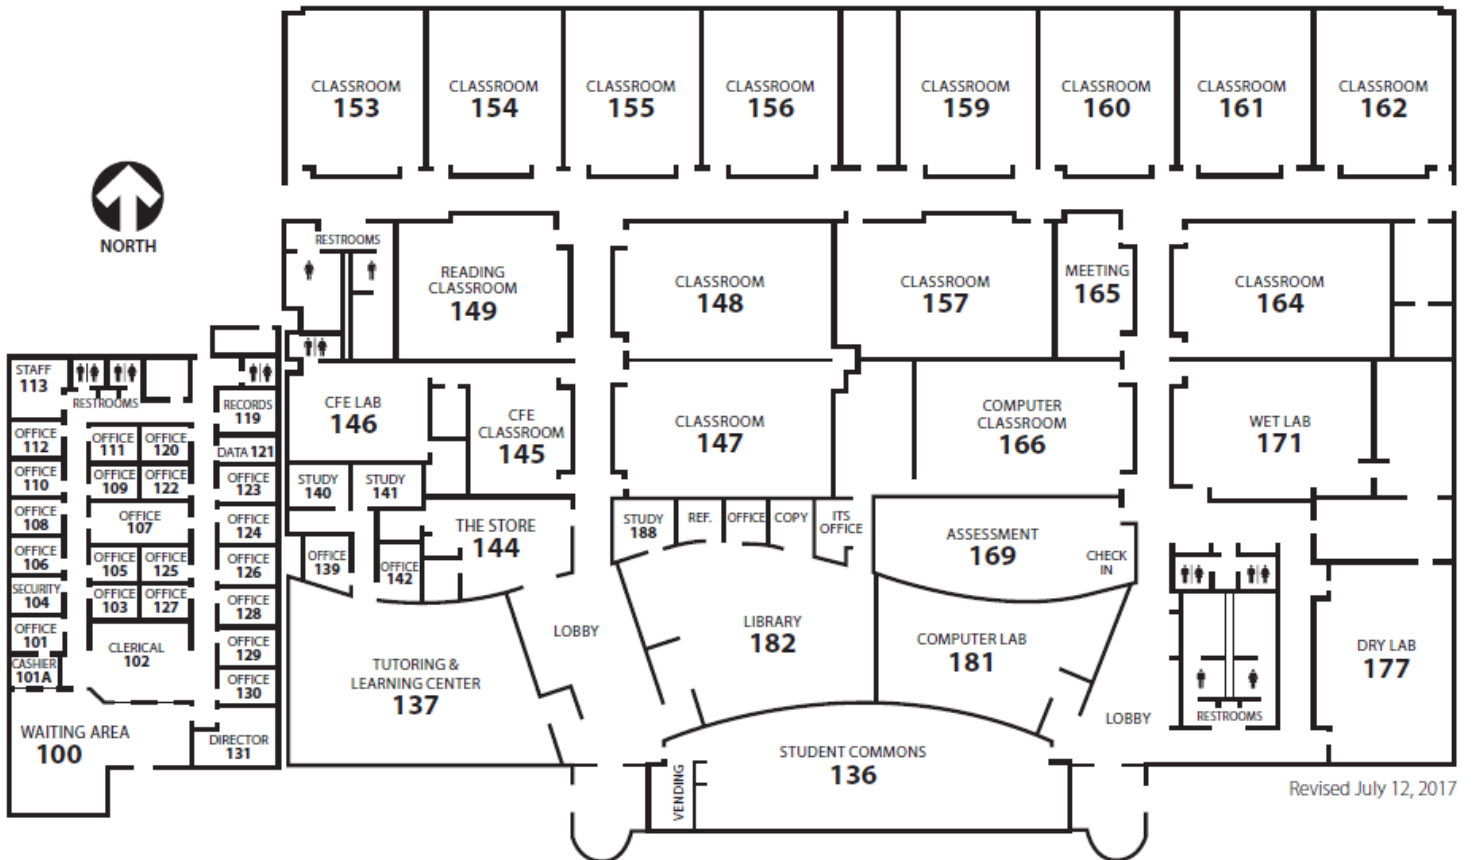 CLASSROOM
153
CLASSROOM
154
CLASSROOM
155
CLASSROOM
156
CLASSROOM
159
CLASSROOM
160
CLASSROOM
161
CLASSROOM
162
NORTH
RESTROOMS
READING
CLASSROOM
149
CLASSROOM
148
CLASSROOM
157
MEETING
165
CLASSROOM
164
STAFF
113
RESTROOMS
RECORDS
119
CFE LAB
146
CFE
CLASSROOM
145
CLASSROOM
147
COMPUTER
CLASSROOM
166
WET LAB
171
OFFICE
112
OFFICE
111
OFFICE
120
DATA 121
OFFICE
110
OFFICE
109
OFFICE
122
OFFICE
123
STUDY
140
STUDY
141
OFFICE
108
OFFICE
107
OFFICE
124
THE STORE
144
STUDY
188
REF.
OFFICE
COPY
ITS
OFFICE
ASSESSMENT
169
CHECK
IN
OFFICE
106
OFFICE
105
OFFICE
125
OFFICE
126
OFFICE
139
OFFICE
142
SECURITY
104
OFFICE
103
OFFICE
127
OFFICE
128
OFFICE
101
CLERICAL
102
OFFICE
129
LOBBY
LIBRARY
182
COMPUTER LAB
181
DRY LAB
177
CASHIER
101A
OFFICE
130
TUTORING &
LEARNING CENTER
137
WAITING AREA
100
DIRECTOR
131
LOBBY
RESTROOMS
STUDENT COMMONS
136
VENDING
Revised July 12, 2017